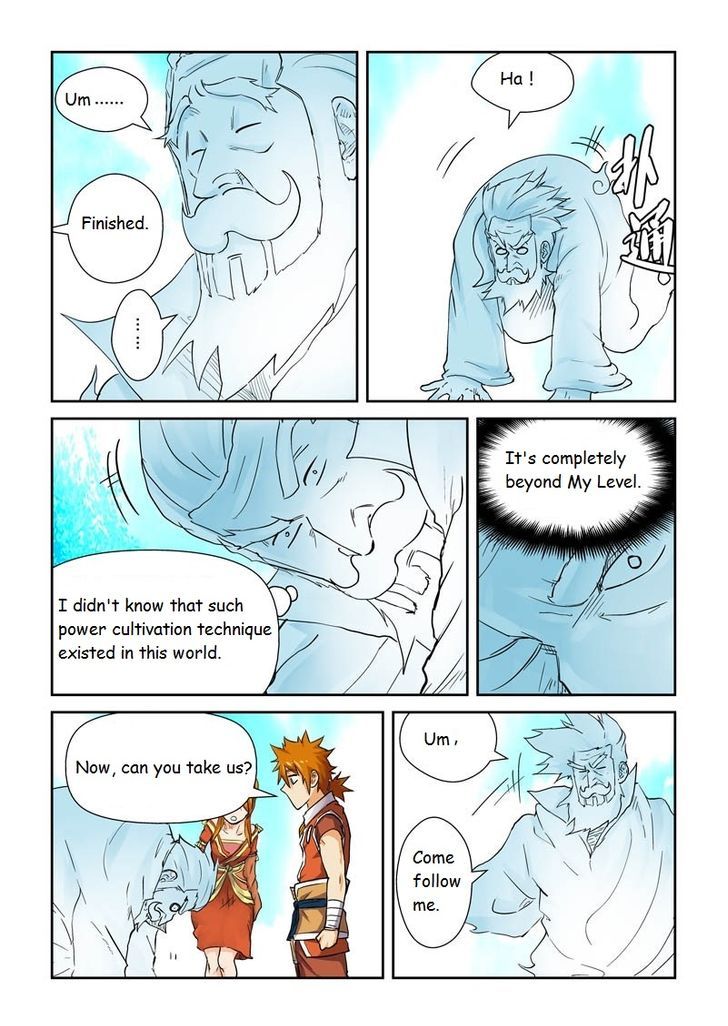 Um ......
Finished.
......
Ha !
扑
通
I didn't know that such
power cultivation technique
existed in this world.
It's completely
beyond My Level.
Now, can you take us?
Um ,
Come
follow
me.